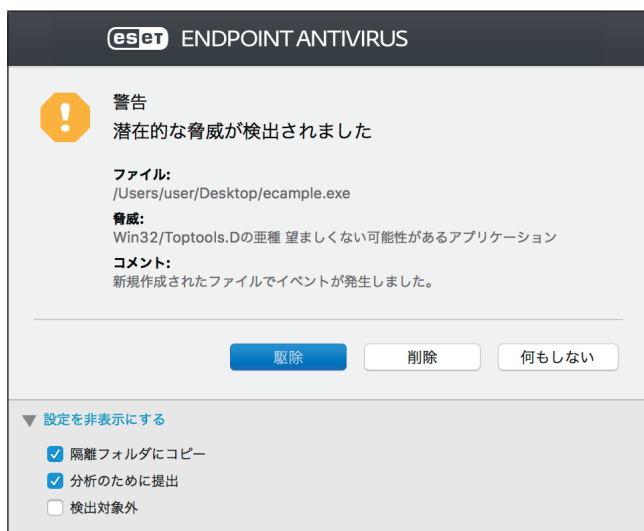 eset ENDPOINT ANTIVIRUS
警告
潜在的な脅威が検出されました
ファイル:
/Users/user/Desktop/ecample.exe
脅威:
Win32/Toptools.Dの亜種 望ましくない可能性があるアプリケーション
コメント:
新規作成されたファイルでイベントが発生しました。
駆除 削除 何もしない
設定を非表示にする
隔離フォルダにコピー
分析のために提出
検出対象外